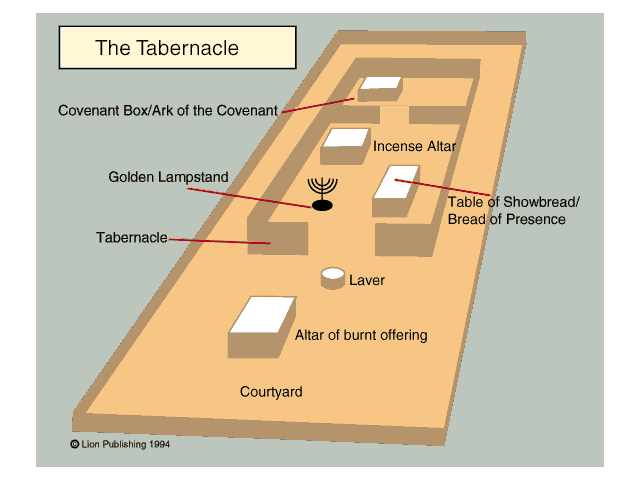 The Tabernacle
Covenant Box/Ark of the Covenant
Incense Altar
Golden Lampstand
Table of Showbread/
Bread of Presence
Tabernacle
Laver
Altar of burnt offering
Courtyard
© Lion Publishing 1994